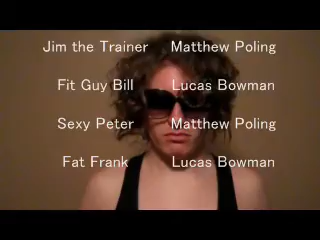 Jim the Trainer Matthew Poling
Fit Guy Bill Lucas Bowman
Sexy Peter Matthew Poling
Fat Frank Lucas Bowman